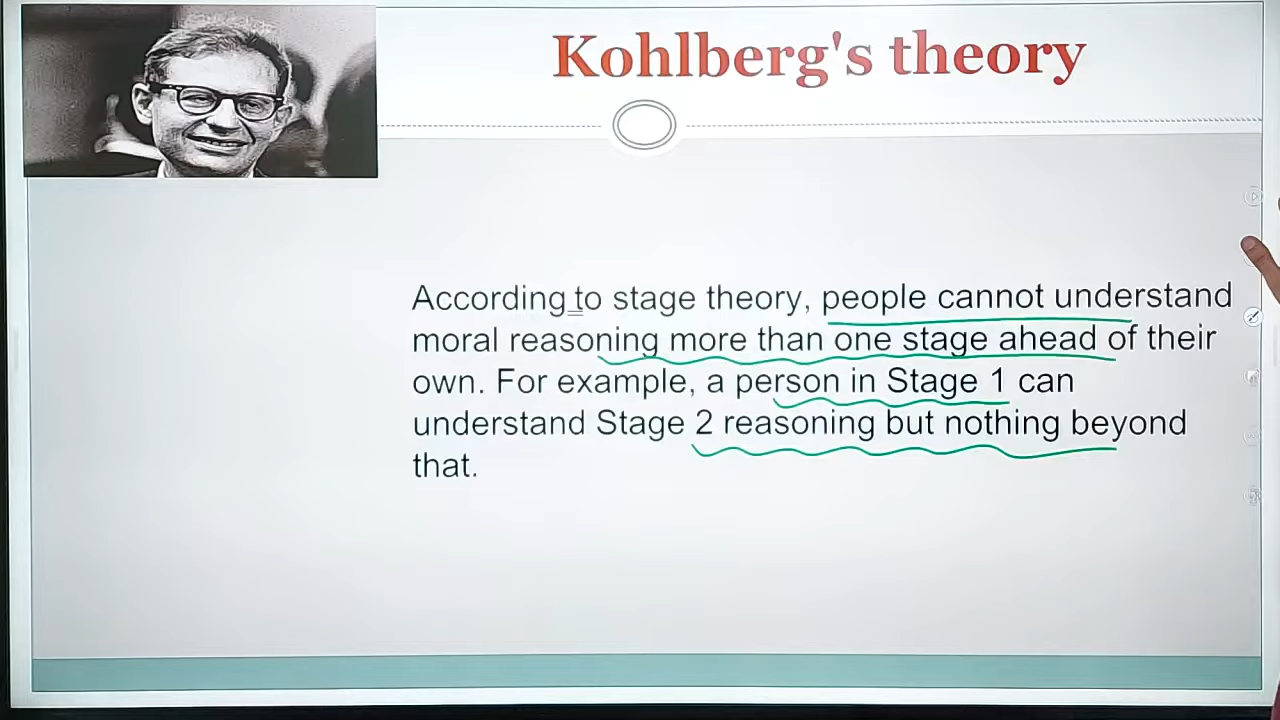 Kohlberg's theory
According to stage theory, people cannot understand
moral reasoning more than one stage ahead of their
own. For example, a person in Stage 1 can
understand Stage 2 reasoning but nothing beyond
that.